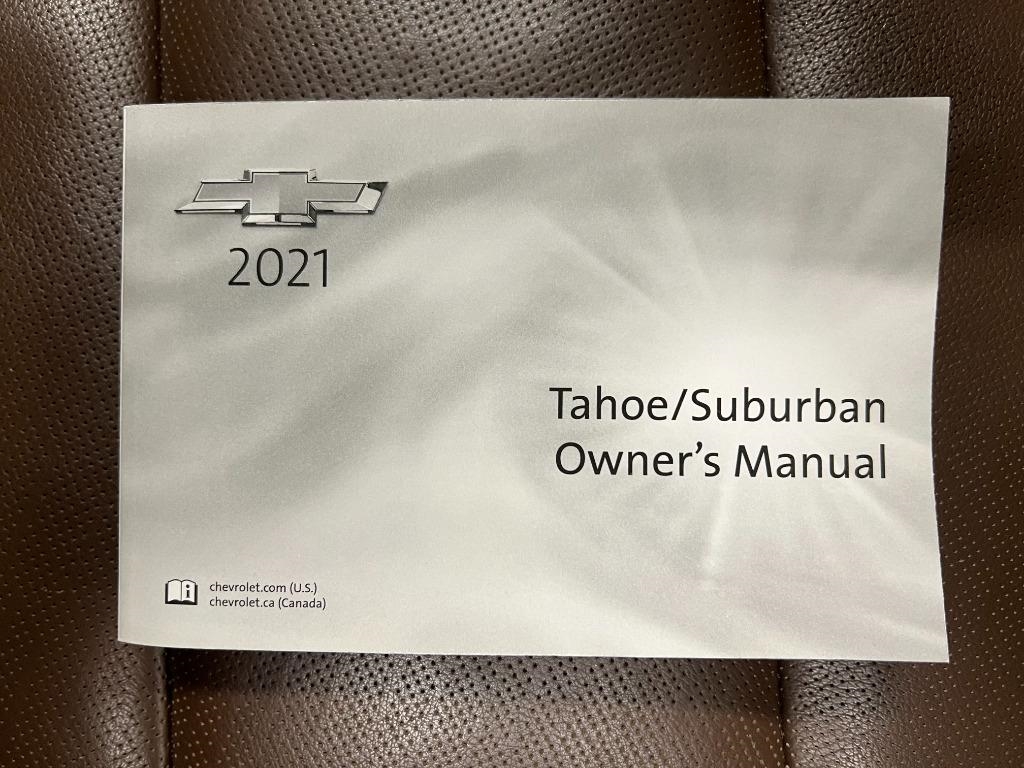 2021
Tahoe/Suburban
Owner's Manual
i
chevrolet.com (U.S.)
chevrolet.ca (Canada)